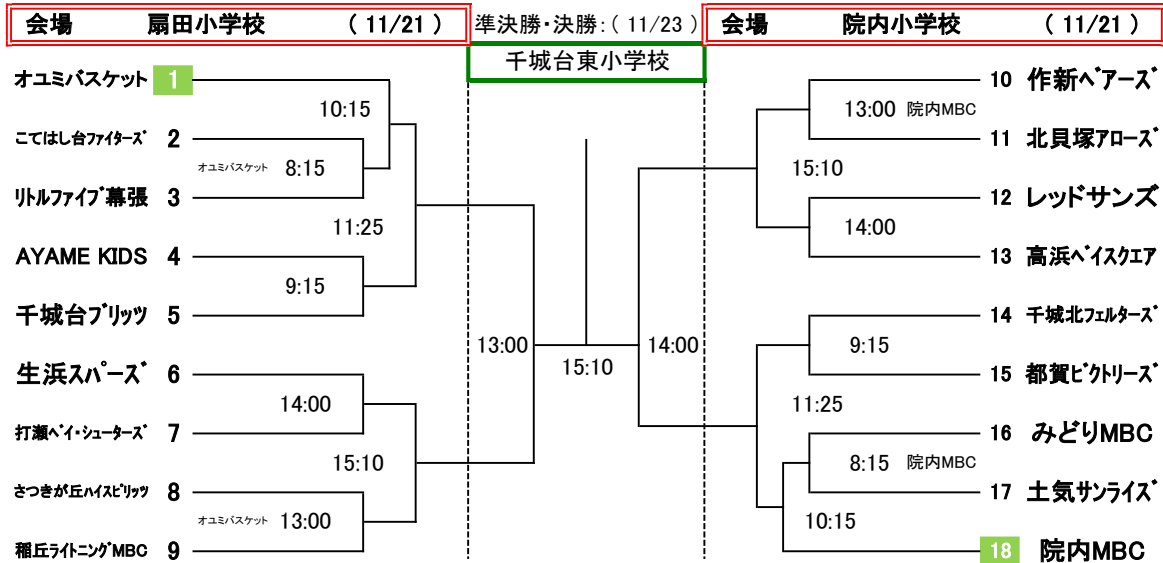 会場 扇田小学校 ( 11/21 )
準決勝・決勝：( 11/23 )
千城台東小学校
会場 院内小学校 ( 11/21 )
オユミバスケット 1
10:15
こてはし台ファイターズ 2
オユミバスケット 8:15
リトルファイブ幕張 3
11:25
AYAME KIDS 4
9:15
千城台ブリッツ 5
13:00
生浜スパーズ 6
14:00
打瀬ベイ・シューターズ 7
15:10
さつきが丘ハイスピリッツ 8
オユミバスケット 13:00
稲丘ライトニングMBC 9
15:10
14:00
10 作新ベアーズ
13:00 院内MBC
11 北貝塚アローズ
15:10
12 レッドサンズ
14:00
13 高浜ベイスクエア
14 千城北フェルターズ
9:15
15 都賀ビクトリーズ
11:25
16 みどりMBC
8:15 院内MBC
17 土気サンライズ
10:15
18 院内MBC